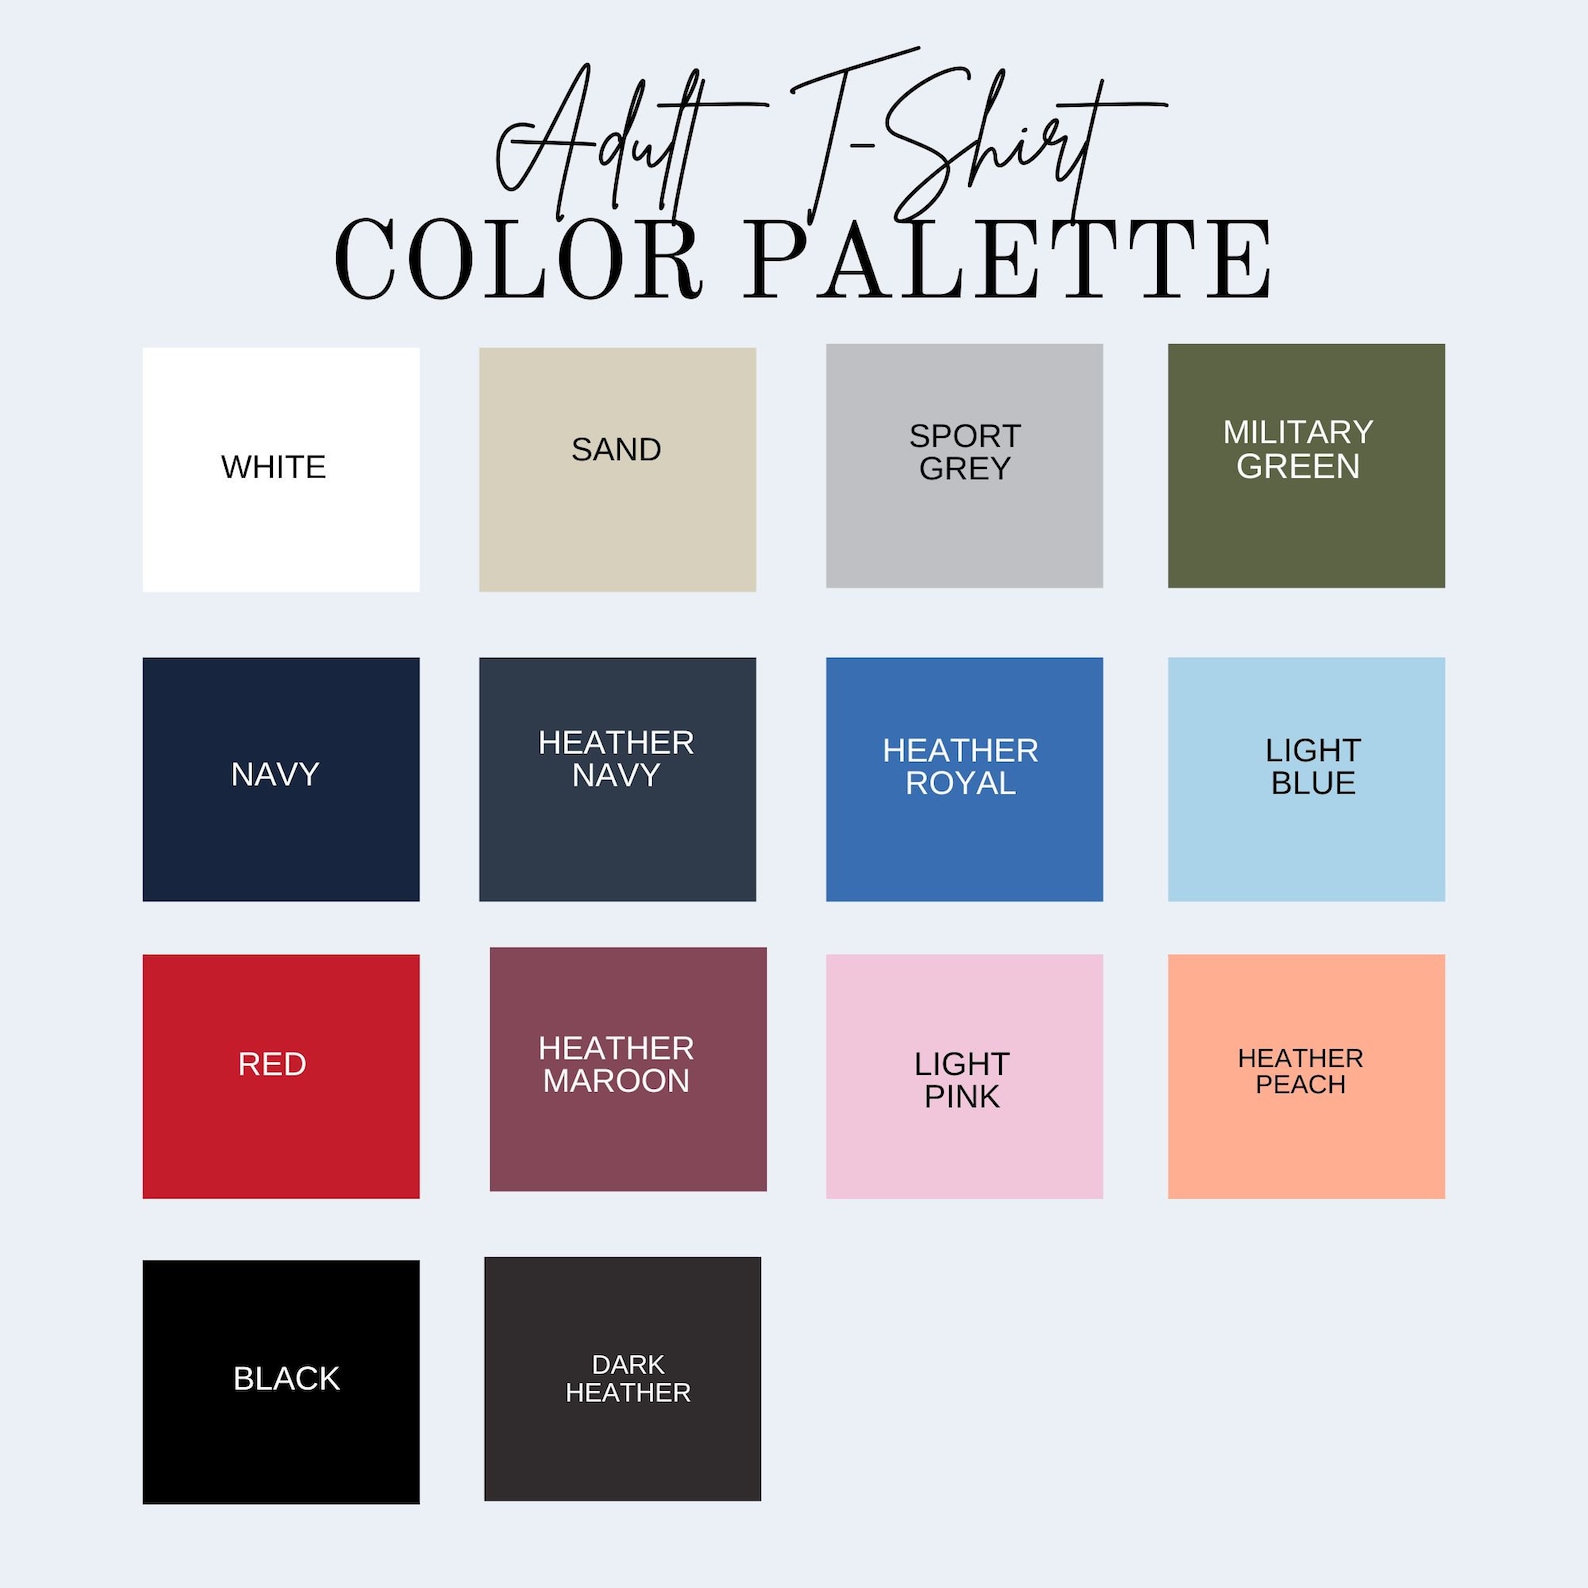 Adult T-Shirt
COLOR PALETTE
WHITE
SAND
SPORT
GREY
MILITARY
GREEN
NAVY
HEATHER
NAVY
HEATHER
ROYAL
LIGHT
BLUE
RED
HEATHER
MAROON
LIGHT
PINK
HEATHER
PEACH
BLACK
DARK
HEATHER